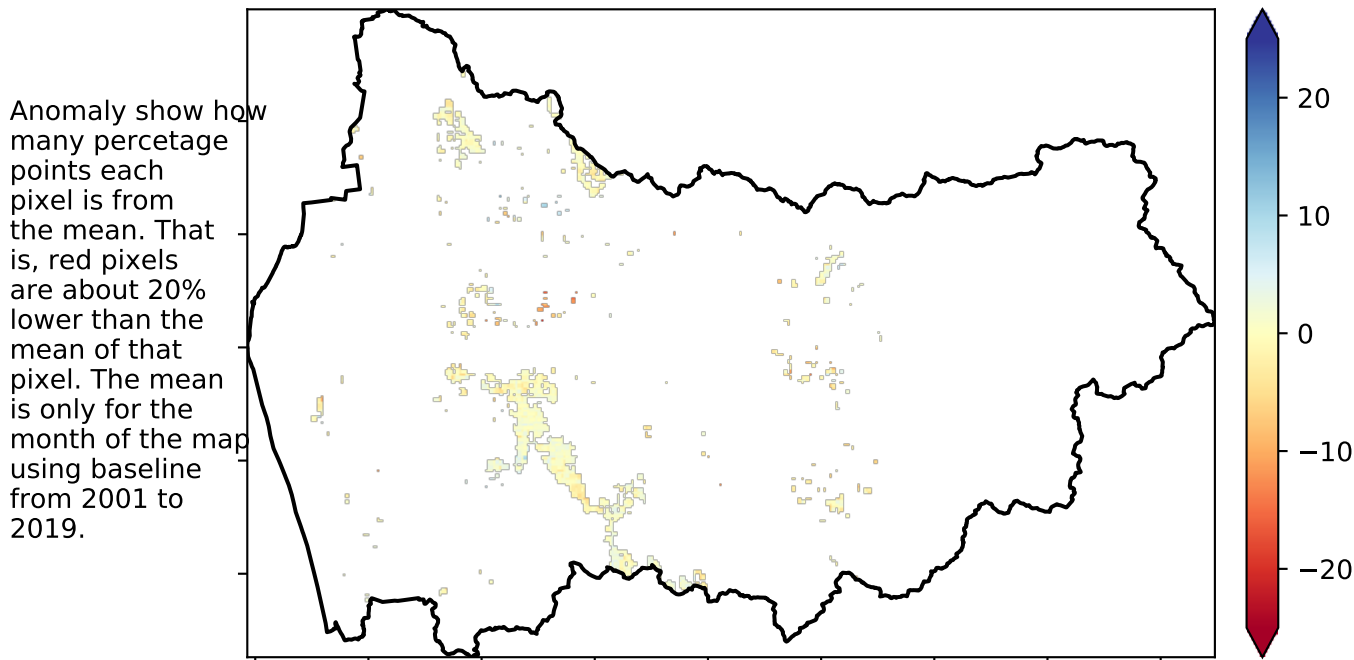 Anomaly show how
many percetage
points each
pixel is from
the mean. That
is, red pixels
are about 20%
lower than the
mean of that
pixel. The mean
is only for the
month of the map
using baseline
from 2001 to
2019.
20
10
0
−10
−20